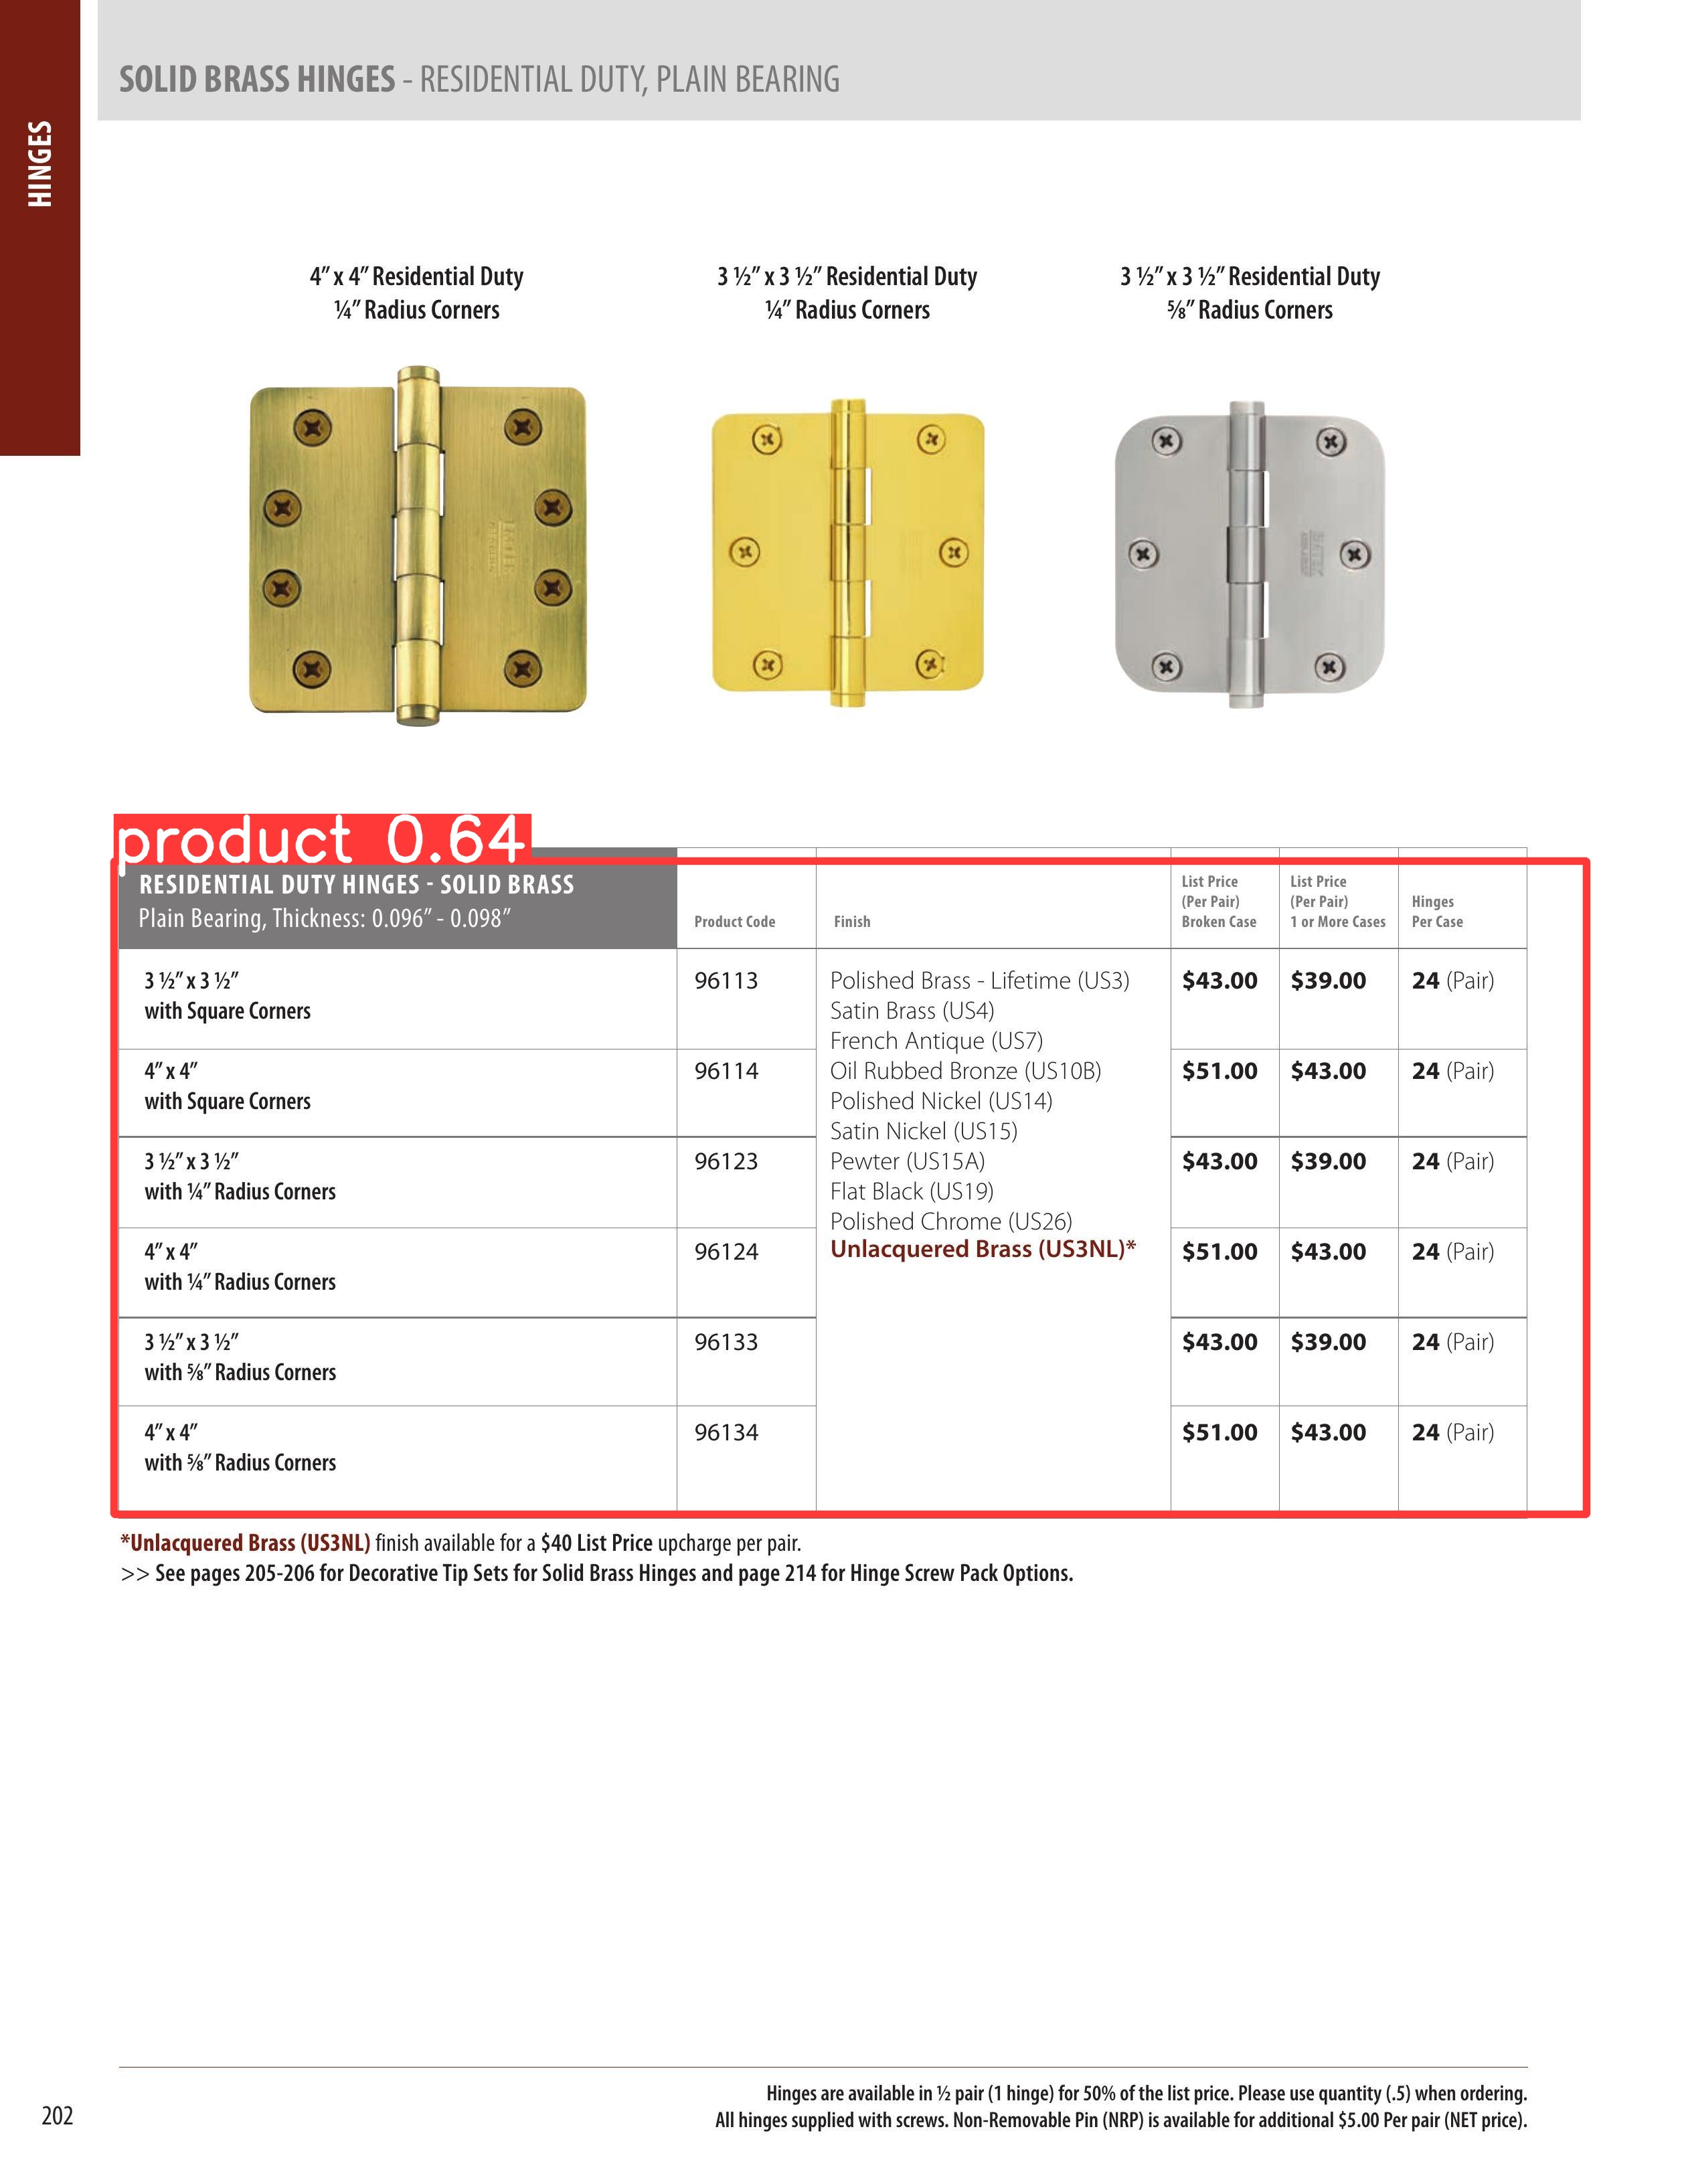 SOLID BRASS HINGES - RESIDENTIAL DUTY, PLAIN BEARING
HINGES
4” x 4” Residential Duty
¼” Radius Corners
3 ½” x 3 ½” Residential Duty
¼” Radius Corners
3 ½” x 3 ½” Residential Duty
⅝” Radius Corners
product 0.64
RESIDENTIAL DUTY HINGES - SOLID BRASS
Plain Bearing, Thickness: 0.096” - 0.098”
Product Code
Finish
List Price
(Per Pair)
Broken Case
List Price
(Per Pair)
1 or More Cases
Hinges
Per Case
3 ½” x 3 ½”
with Square Corners
96113
$43.00 $39.00 24 (Pair)
4” x 4”
with Square Corners
96114
$51.00 $43.00 24 (Pair)
3 ½” x 3 ½”
with ¼” Radius Corners
96123
$43.00 $39.00 24 (Pair)
4” x 4”
with ¼” Radius Corners
96124
$51.00 $43.00 24 (Pair)
3 ½” x 3 ½”
with ⅝” Radius Corners
96133
$43.00 $39.00 24 (Pair)
4” x 4”
with ⅝” Radius Corners
96134
$51.00 $43.00 24 (Pair)
Polished Brass - Lifetime (US3)
Satin Brass (US4)
French Antique (US7)
Oil Rubbed Bronze (US10B)
Polished Nickel (US14)
Satin Nickel (US15)
Pewter (US15A)
Flat Black (US19)
Polished Chrome (US26)
Unlacquered Brass (US3NL)*
*Unlacquered Brass (US3NL) finish available for a $40 List Price upcharge per pair.
>> See pages 205-206 for Decorative Tip Sets for Solid Brass Hinges and page 214 for Hinge Screw Pack Options.
Hinges are available in ½ pair (1 hinge) for 50% of the list price. Please use quantity (.5) when ordering.
All hinges supplied with screws. Non-Removable Pin (NRP) is available for additional $5.00 Per pair (NET price).
202